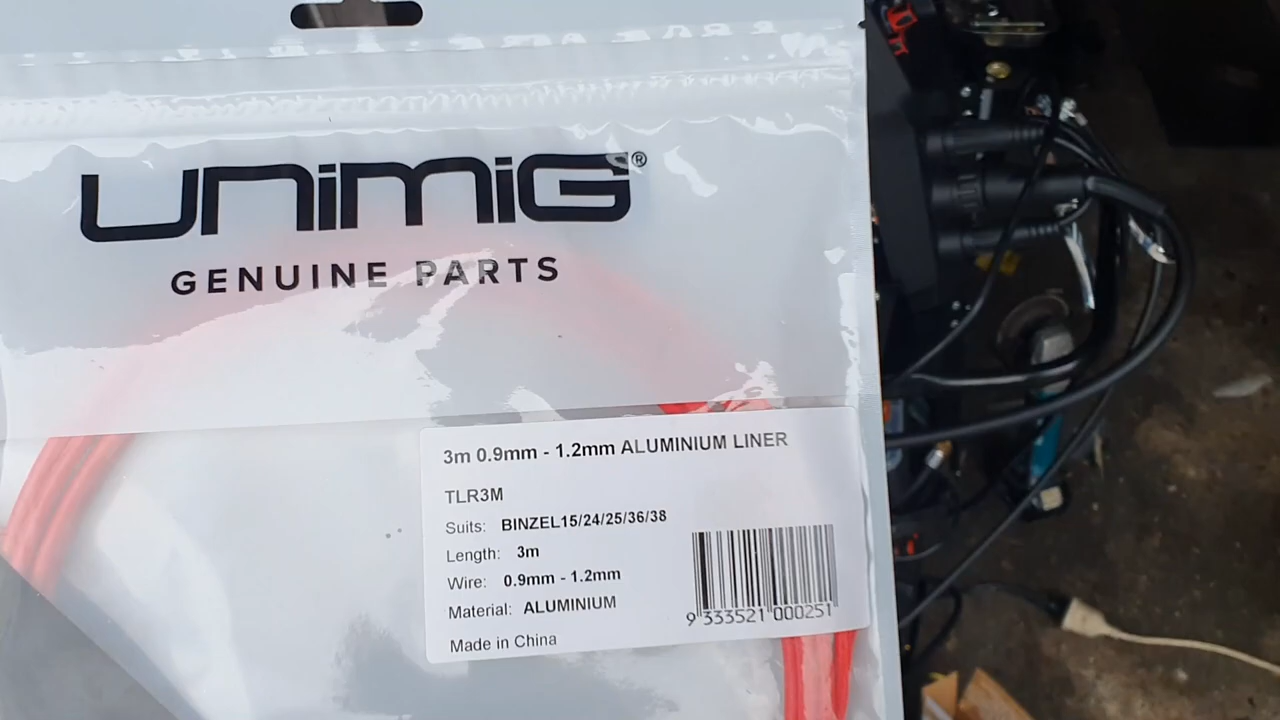 UNIMIG®
GENUINE PARTS
3m 0.9mm - 1.2mm ALUMINIUM LINER
TLR3M
Suits: BINZEL15/24/25/36/38
Length: 3m
Wire: 0.9mm - 1.2mm
Material: ALUMINIUM
9 333521 000251
Made in China